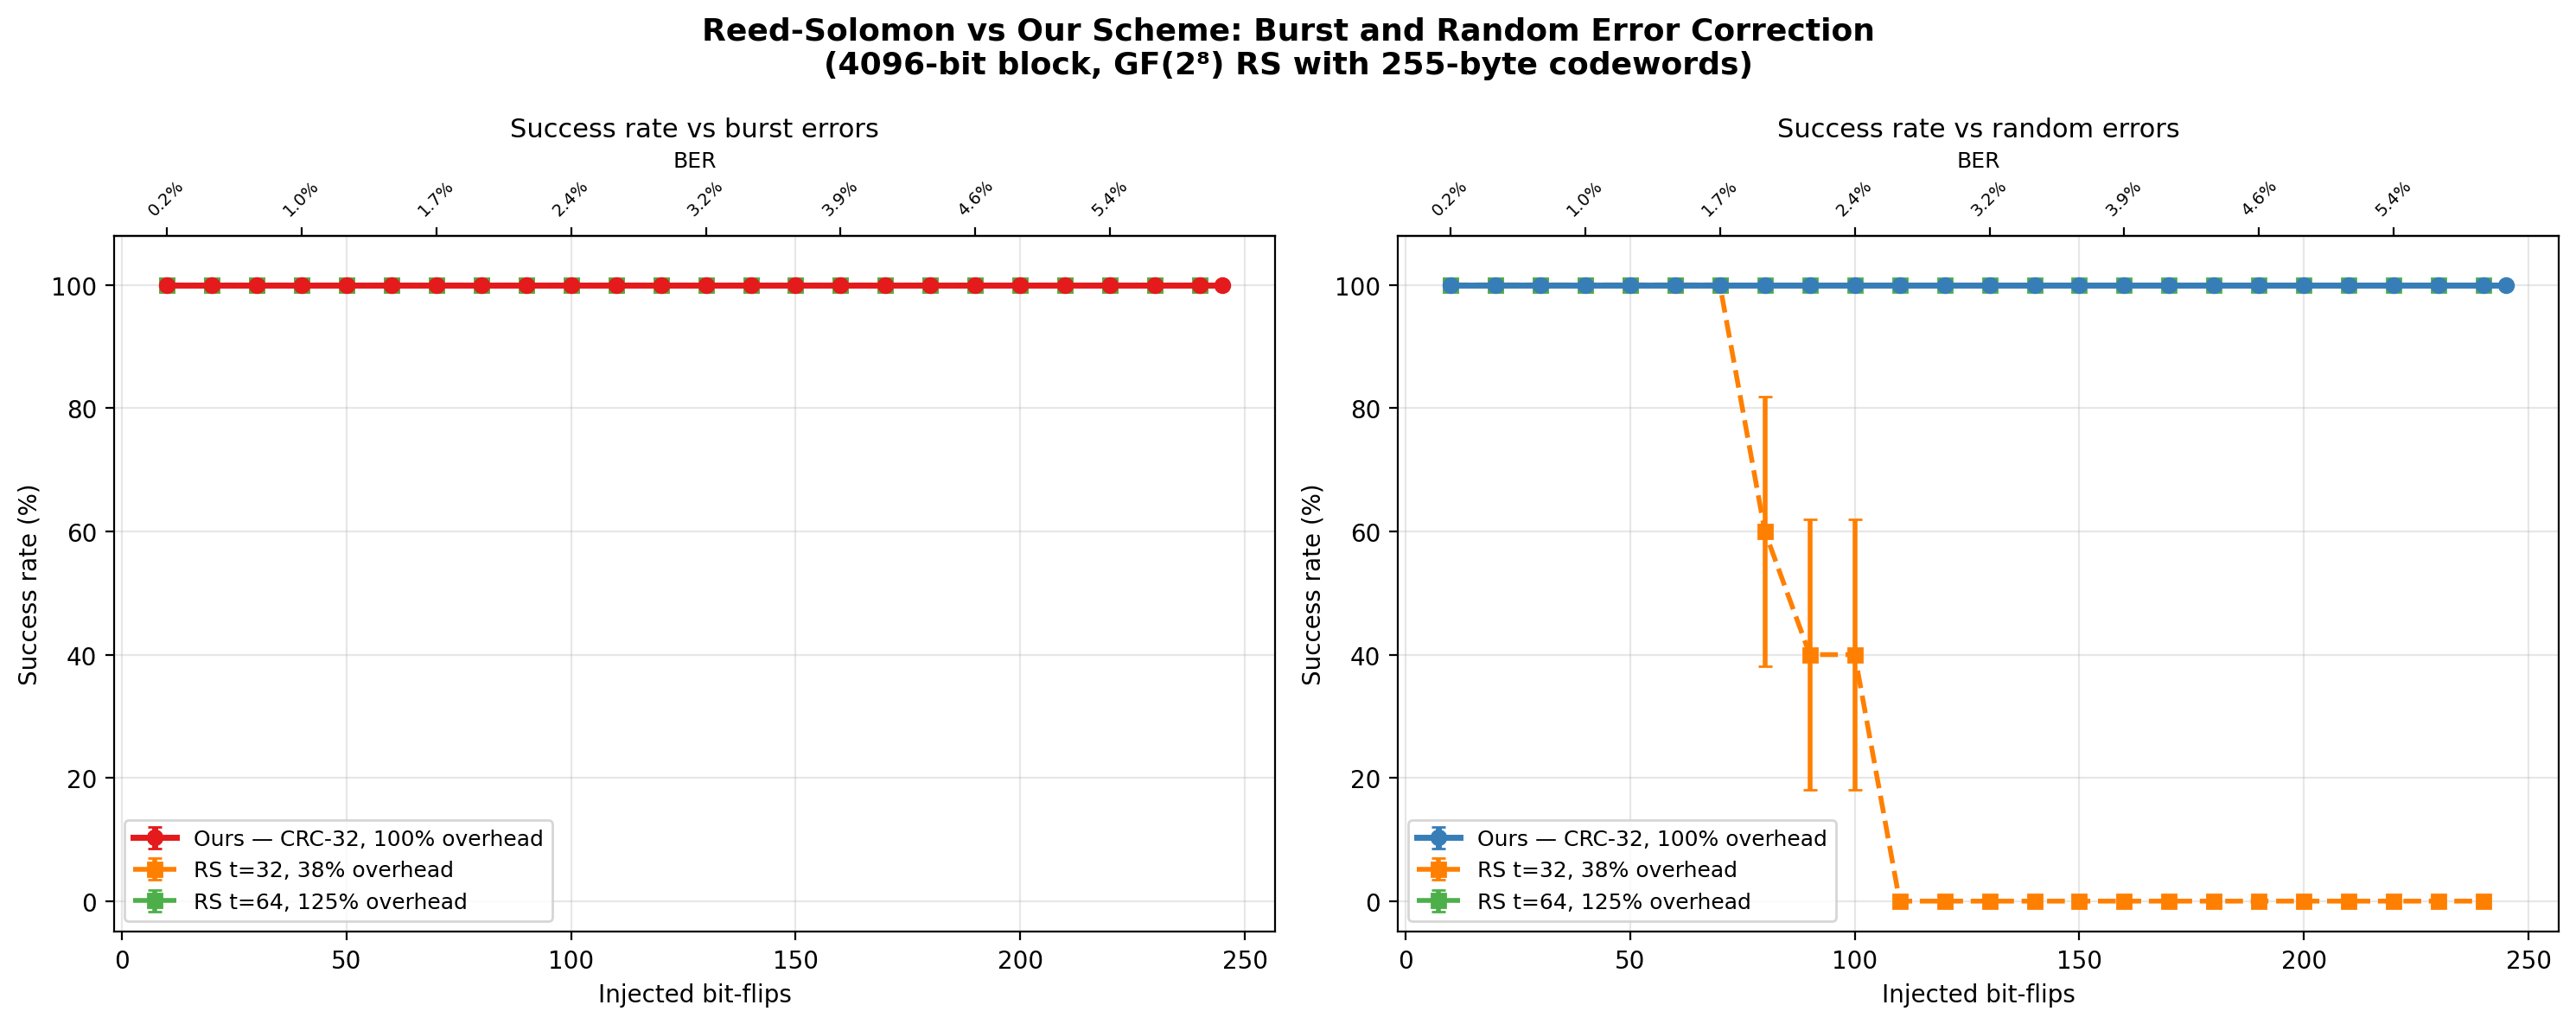 Reed-Solomon vs Our Scheme: Burst and Random Error Correction
(4096-bit block, GF(2⁸) RS with 255-byte codewords)
Success rate vs burst errors
BER
0.2%
1.0%
1.7%
2.4%
3.2%
3.9%
4.6%
5.4%
Success rate (%)
100
80
60
40
20
0
Ours — CRC-32, 100% overhead
RS t=32, 38% overhead
RS t=64, 125% overhead
0
50
100
150
200
250
Injected bit-flips
Success rate vs random errors
BER
0.2%
1.0%
1.7%
2.4%
3.2%
3.9%
4.6%
5.4%
Success rate (%)
100
80
60
40
20
0
Ours — CRC-32, 100% overhead
RS t=32, 38% overhead
RS t=64, 125% overhead
0
50
100
150
200
250
Injected bit-flips